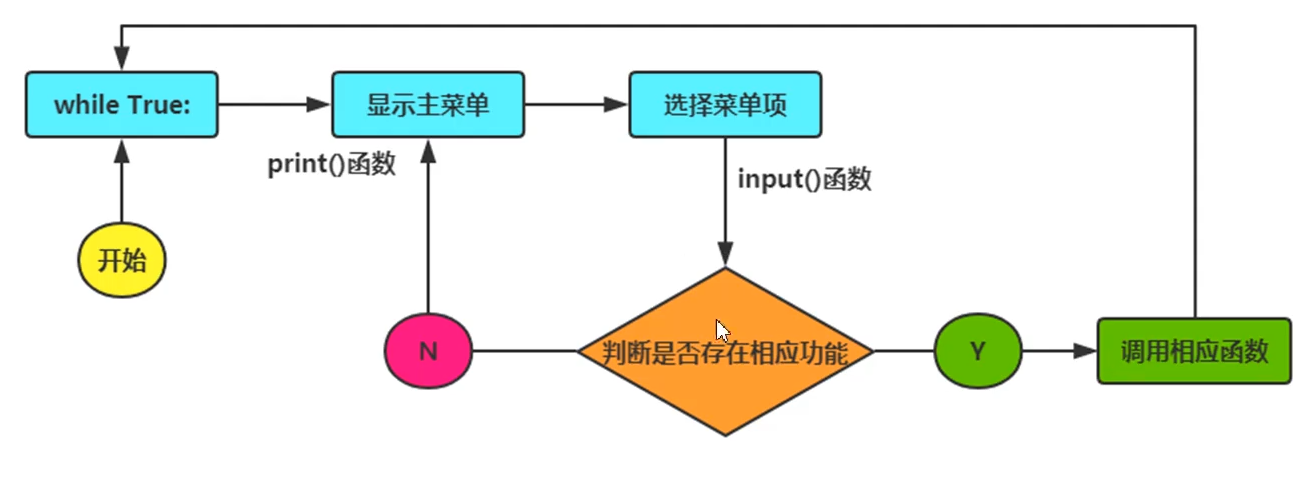 while True:
显示主菜单
选择菜单项
print()函数
input()函数
开始
N
判断是否存在相应功能
Y
调用相应函数